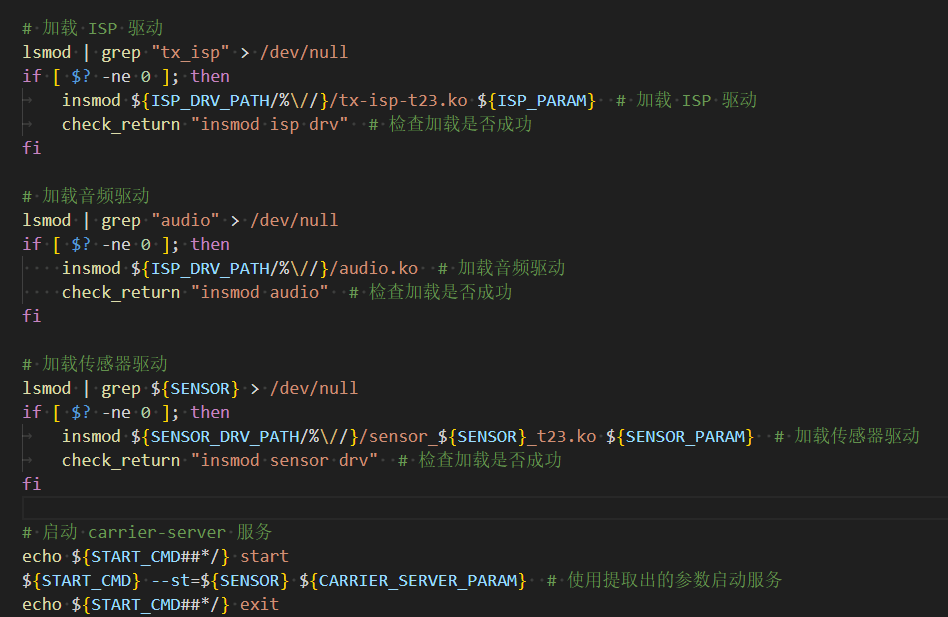 # 加载 ISP 驱动
lsmod | grep "tx_isp" > /dev/null
if [ $? -ne 0 ]; then
insmod ${ISP_DRV_PATH/%\//}/tx-isp-t23.ko ${ISP_PARAM}  # 加载 ISP 驱动
check_return "insmod isp drv"  # 检查加载是否成功
fi
# 加载音频驱动
lsmod | grep "audio" > /dev/null
if [ $? -ne 0 ]; then
insmod ${ISP_DRV_PATH/%\//}/audio.ko  # 加载音频驱动
check_return "insmod audio"  # 检查加载是否成功
fi
# 加载传感器驱动
lsmod | grep ${SENSOR} > /dev/null
if [ $? -ne 0 ]; then
insmod ${SENSOR_DRV_PATH/%\//}/sensor_${SENSOR}_t23.ko ${SENSOR_PARAM}  # 加载传感器驱动
check_return "insmod sensor drv"  # 检查加载是否成功
fi
# 启动 carrier-server 服务
echo ${START_CMD##*/} start
${START_CMD} --st=${SENSOR} ${CARRIER_SERVER_PARAM}  # 使用提取出的参数启动服务
echo ${START_CMD##*/} exit